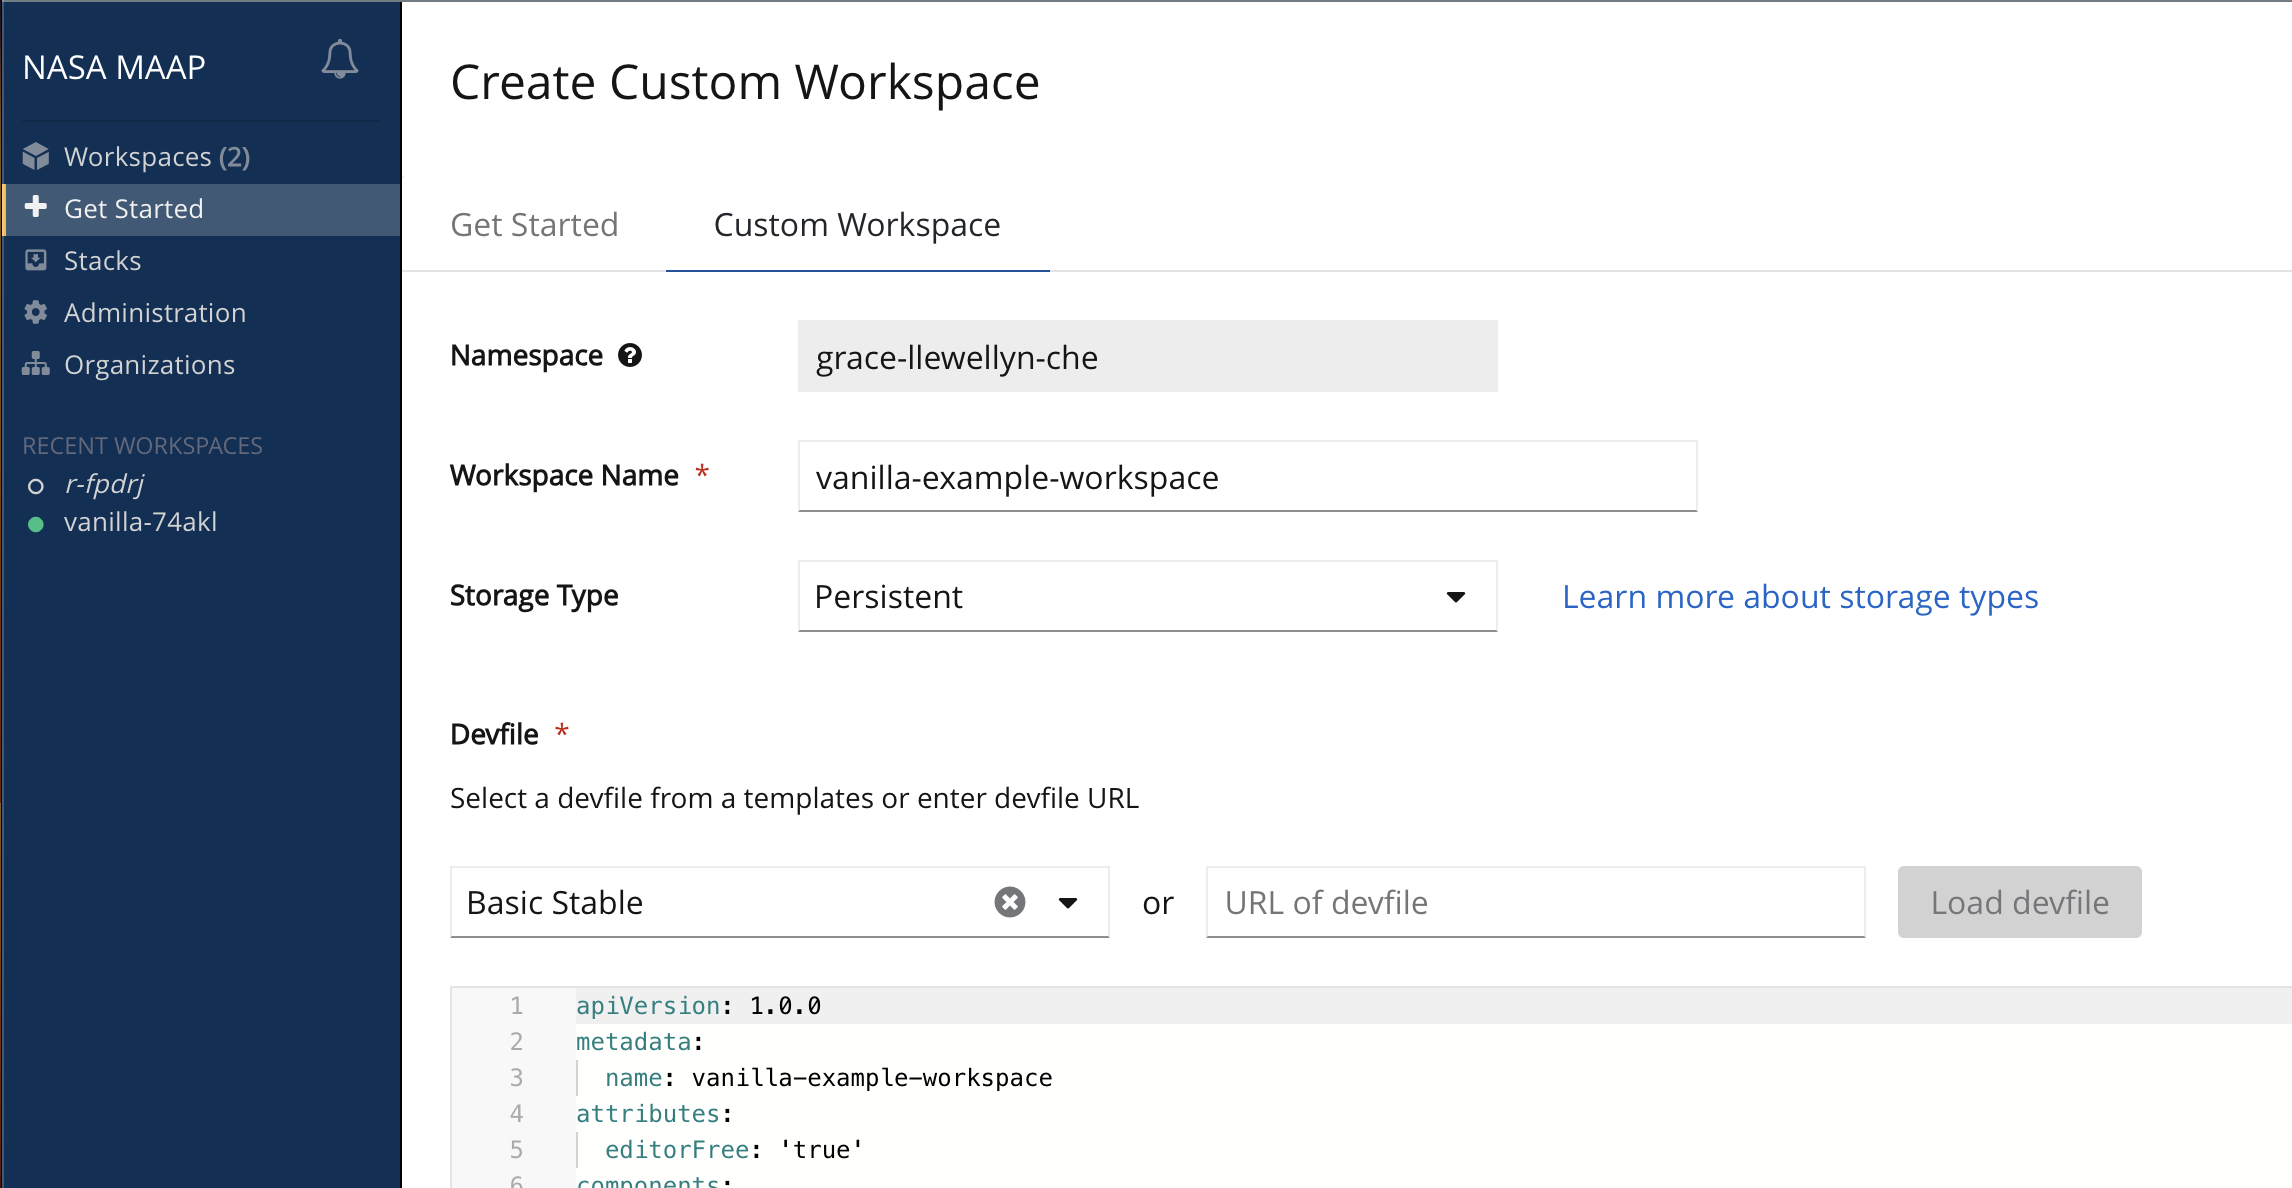 NASA MAAP
Workspaces (2)
Get Started
Stacks
Administration
Organizations
RECENT WORKSPACES
r-fpdrj
vanilla-74akl
Create Custom Workspace
Get Started
Custom Workspace
Namespace
grace-llewellyn-che
Workspace Name *
vanilla-example-workspace
Storage Type
Persistent
Learn more about storage types
Devfile *
Select a devfile from a templates or enter devfile URL
Basic Stable
or
URL of devfile
Load devfile
1 apiVersion: 1.0.0
2 metadata:
3 name: vanilla-example-workspace
4 attributes:
5 editorFree: 'true'
6 components: